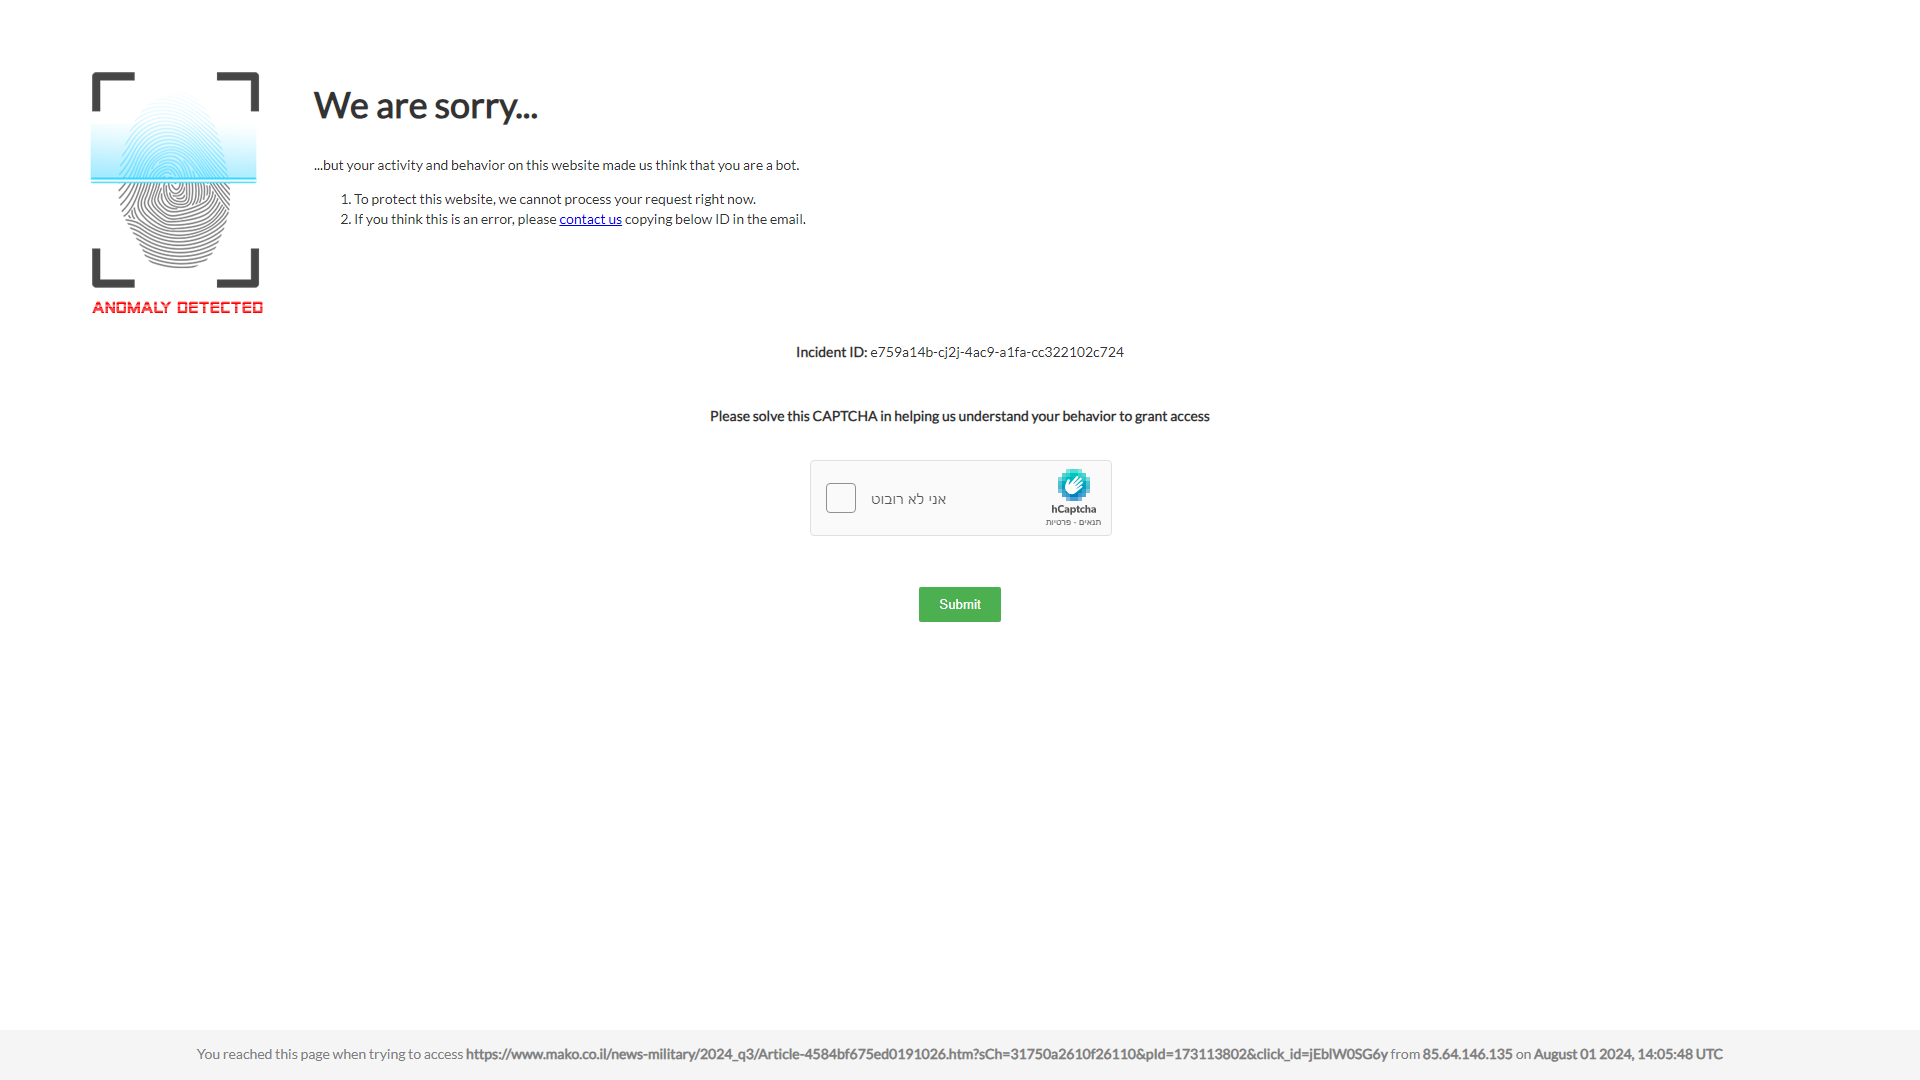 We are sorry...
...but your activity and behavior on this website made us think that you are a bot.
1. To protect this website, we cannot process your request right now.
2. If you think this is an error, please contact us copying below ID in the email.
ANOMALY DETECTED
Incident ID: e759a14b-cj2j-4ac9-a1fa-cc322102c724
Please solve this CAPTCHA in helping us understand your behavior to grant access
אני לא רובוט
hCaptcha
תנאים - פרטיות
Submit
You reached this page when trying to access https://www.mako.co.il/news-military/2024_q3/Article-4584bf675ed0191026.htm?sCh=31750a2610f26110&pId=173113802&click_id=jEblW0SG6y from 85.64.146.135 on August 01 2024, 14:05:48 UTC